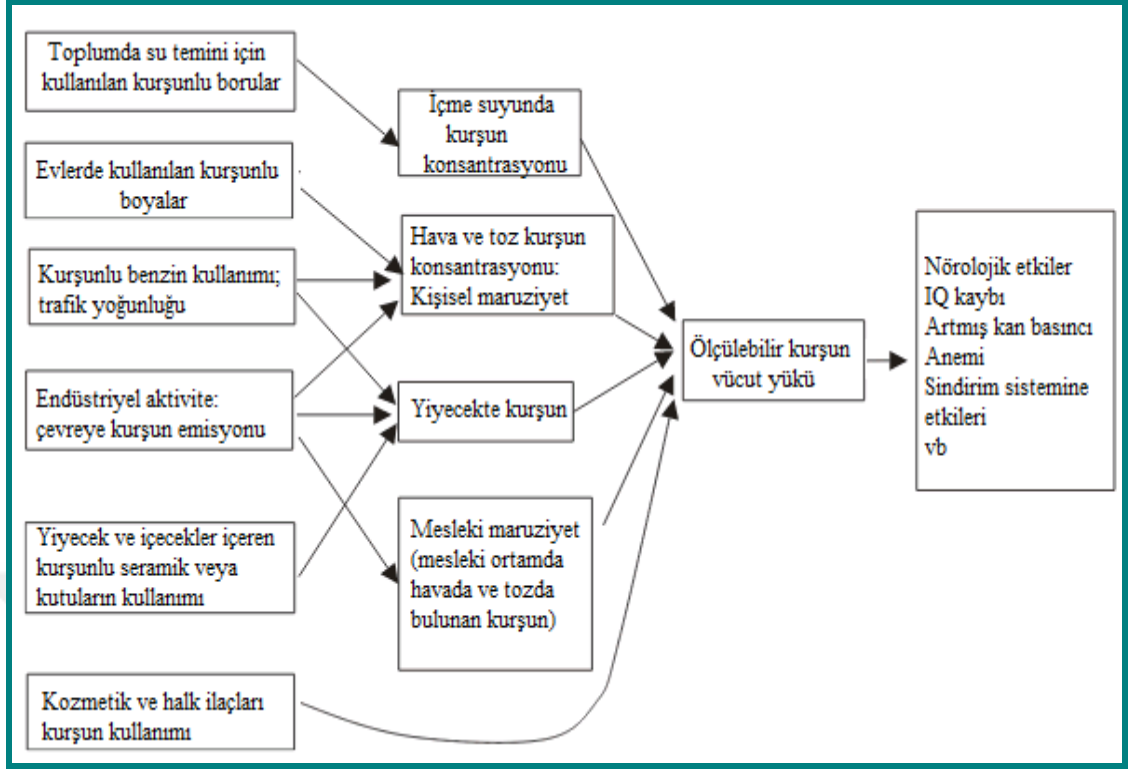 Toplumda su temini için
kullanılan kurşunlu borular
Evlerde kullanılan kurşunlu
boyalar
Kurşunlu benzin kullanımı;
trafik yoğunluğu
Endüstriyel aktivite:
çevreye kurşun emisyonu
Yiyecek ve içecekler içeren
kurşunlu seramik veya
kutuların kullanımı
Kozmetik ve halk ilaçları
kurşun kullanımı
İçme suyunda
kurşun
konsantrasyonu
Hava ve toz kurşun
konsantrasyonu:
Kişisel maruziyet
Yiyecekte kurşun
Mesleki maruziyet
(mesleki ortamda
havada ve tozda
bulunan kurşun)
Ölçülebilir kurşun
vücut yükü
Nörolojik etkiler
IQ kaybı
Artmış kan basıncı
Anemi
Sindirim sistemine
etkileri
vb